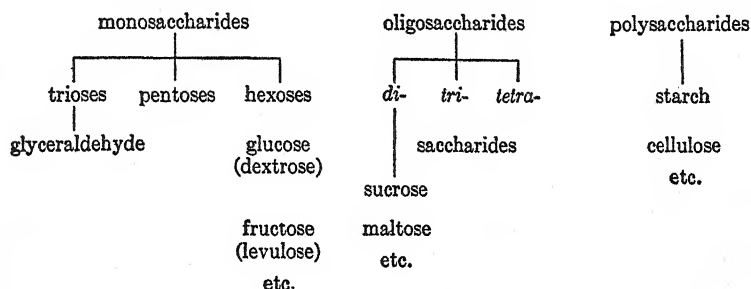 monosaccharides oligosaccharides polysaccharides
trioses pentoses hexoses di- tri- tetra- starch
glyceraldehyde glucose saccharides cellulose
(dextrose) etc.
sucrose
fructose maltose
(levulose) etc.
etc.